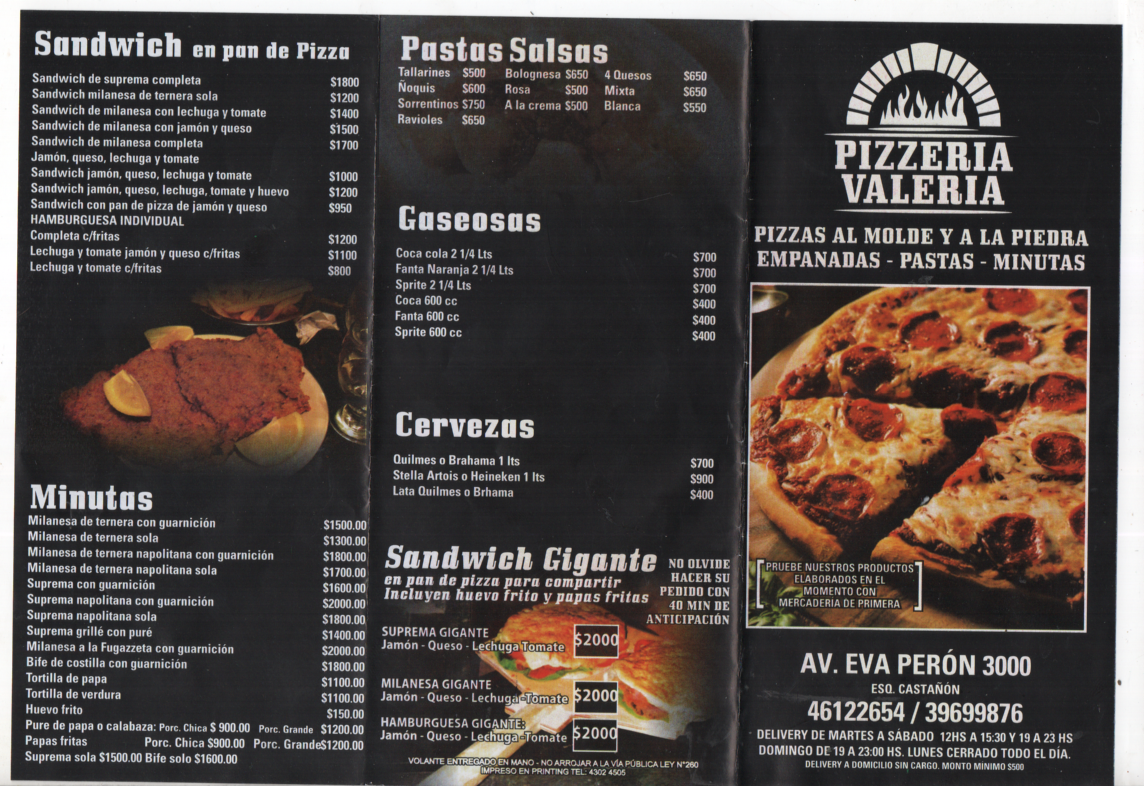 Sandwich en pan de Pizza
Sandwich de suprema completa $1800
Sandwich milanesa de ternera sola $1200
Sandwich de milanesa con lechuga y tomate $1400
Sandwich de milanesa con jamón y queso $1500
Sandwich de milanesa completa $1700
Jamón, queso, lechuga y tomate
Sandwich jamón, queso, lechuga y tomate $1000
Sandwich jamón, queso, lechuga, tomate y huevo $1200
Sandwich con pan de pizza de jamón y queso $950
HAMBURGUESA INDIVIDUAL
Completa c/fritas $1200
Lechuga y tomate jamón y queso c/fritas $1100
Lechuga y tomate c/fritas $800
Minutas
Milanesa de ternera con guarnición $1500.00
Milanesa de ternera sola $1300.00
Milanesa de ternera napolitana con guarnición $1800.00
Milanesa de ternera napolitana sola $1700.00
Suprema con guarnición $1600.00
Suprema napolitana con guarnición $2000.00
Suprema napolitana sola $1800.00
Suprema grillé con puré $1400.00
Milanesa a la Fugazzeta con guarnición $2000.00
Bife de costilla con guarnición $1800.00
Tortilla de papa $1100.00
Tortilla de verdura $1100.00
Huevo frito $150.00
Pure de papa o calabaza: Porc. Chica $ 900.00 Porc. Grande $1200.00
Papas fritas Porc. Chica $900.00 Porc. Grande $1200.00
Suprema sola $1500.00 Bife solo $1600.00
Pastas Salsas
Tallarines $500 Bolognesa $650 4 Quesos $650
Ñoquis $600 Rosa $500 Mixta $650
Sorrentinos $750 A la crema $500 Blanca $550
Ravioles $650
Gaseosas
Coca cola 2 1/4 Lts $700
Fanta Naranja 2 1/4 Lts $700
Sprite 2 1/4 Lts $700
Coca 600 cc $400
Fanta 600 cc $400
Sprite 600 cc $400
Cervezas
Quilmes o Brahama 1 lts $700
Stella Artois o Heineken 1 lts $900
Lata Quilmes o Brhama $400
Sandwich Gigante
en pan de pizza para compartir
Incluyen huevo frito y papas fritas
NO OLVIDE
HACER SU
PEDIDO CON
40 MIN DE
ANTICIPACIÓN
SUPREMA GIGANTE
Jamón - Queso - Lechuga Tomate $2000
MILANESA GIGANTE
Jamón - Queso - Lechuga-Tomate $2000
HAMBURGUESA GIGANTE:
Jamón - Queso - Lechuga-Tomate $2000
VOLANTE ENTREGADO EN MANO - NO ARROJAR A LA VÍA PÚBLICA LEY N°260
IMPRESO EN PRINTING TEL: 4302 4505
PIZZERIA
VALERIA
PIZZAS AL MOLDE Y A LA PIEDRA
EMPANADAS - PASTAS - MINUTAS
PRUEBE NUESTROS PRODUCTOS
ELABORADOS EN EL
MOMENTO CON
MERCADERIA DE PRIMERA
AV. EVA PERÓN 3000
ESQ. CASTAÑÓN
46122654 / 39699876
DELIVERY DE MARTES A SÁBADO 12HS A 15:30 Y 19 A 23 HS
DOMINGO DE 19 A 23:00 HS. LUNES CERRADO TODO EL DÍA.
DELIVERY A DOMICILIO SIN CARGO. MONTO MÍNIMO $500